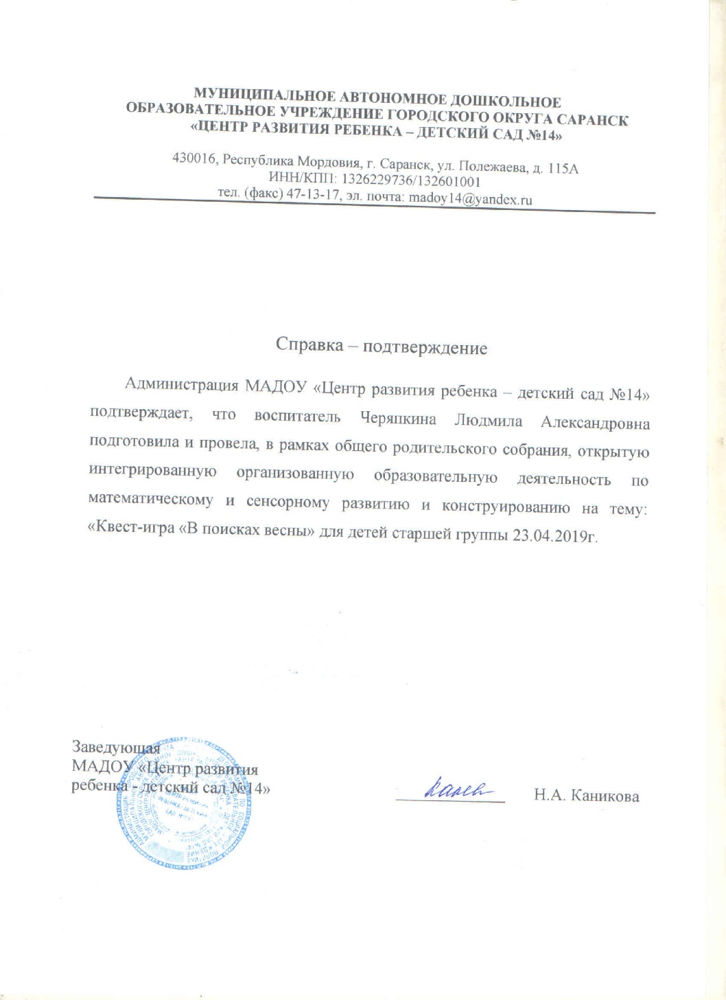 МУНИЦИПАЛЬНОЕ АВТОНОМНОЕ ДОШКОЛЬНОЕ
ОБРАЗОВАТЕЛЬНОЕ УЧРЕЖДЕНИЕ ГОРОДСКОГО ОКРУГА САРАНСК
«ЦЕНТР РАЗВИТИЯ РЕБЕНКА – ДЕТСКИЙ САД №14»
430016, Республика Мордовия, г. Саранск, ул. Полежаева, д. 115А
ИНН/КПП: 1326229736/132601001
тел. (факс) 47-13-17, эл. почта: madoy14@yandex.ru
Справка – подтверждение
Администрация МАДОУ «Центр развития ребенка – детский сад №14»
подтверждает, что воспитатель Черяпкина Людмила Александровна
подготовила и провела, в рамках общего родительского собрания, открытую
интегрированную организованную образовательную деятельность по
математическому и сенсорному развитию и конструированию на тему:
«Квест-игра «В поисках весны» для детей старшей группы 23.04.2019г.
Заведующая
МАДОУ «Центр развития
ребенка - детский сад №14»
Н.А. Каникова